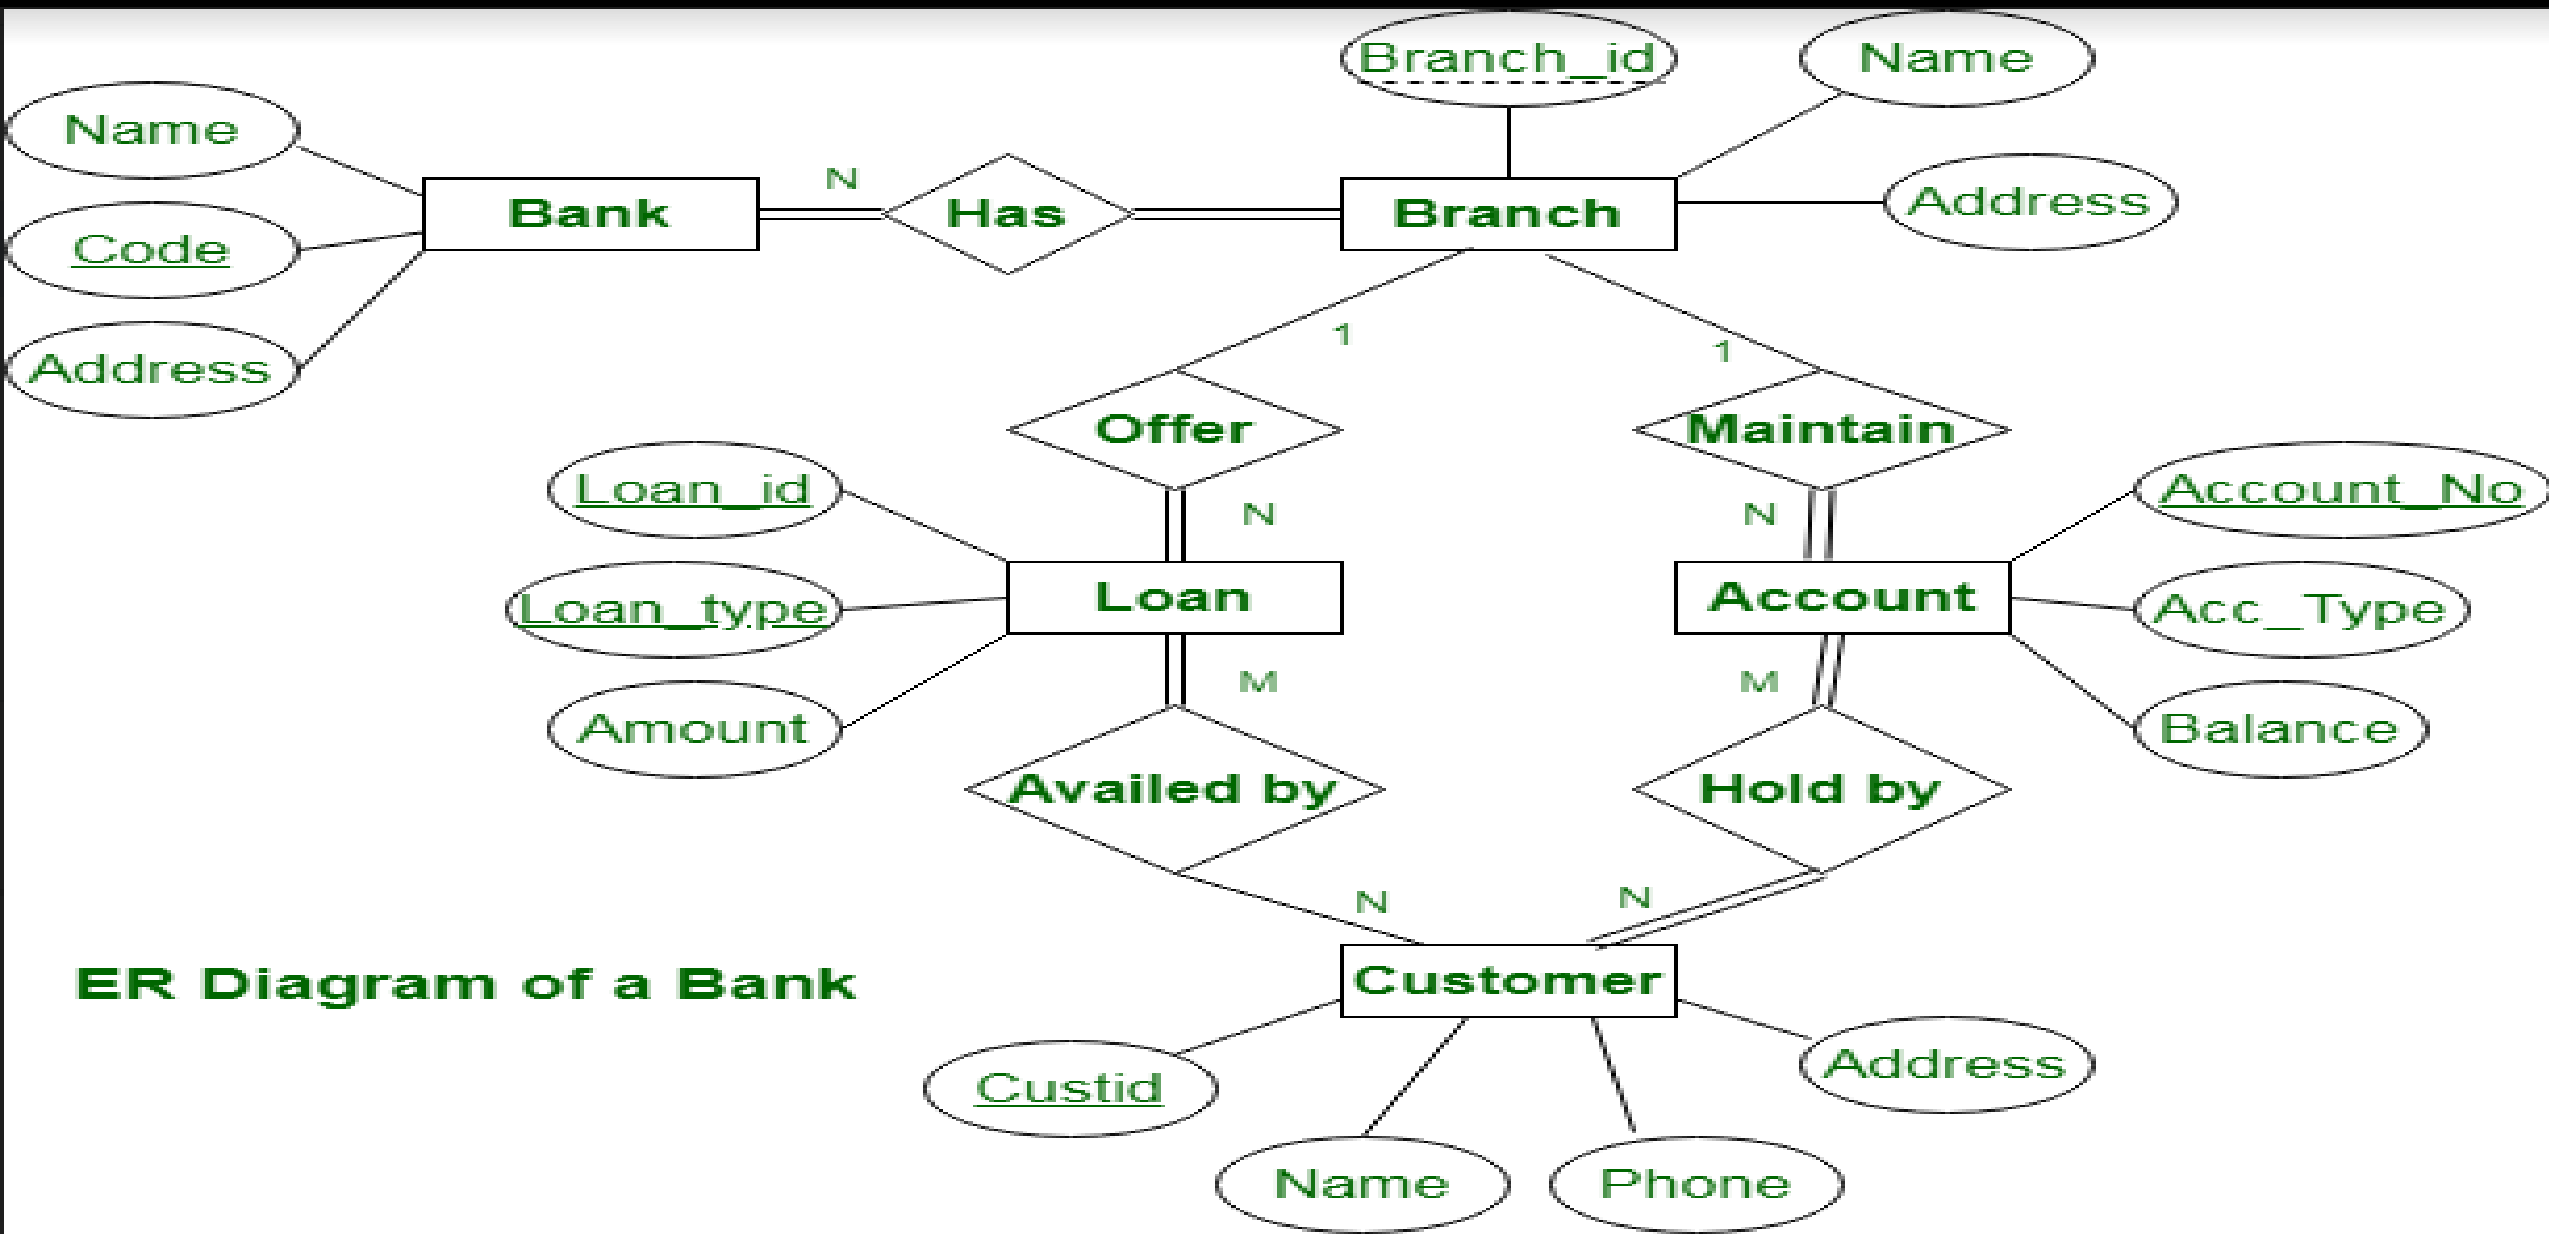 Branch_id
Name
Name
Code
Address
Bank
N
Has
Branch
Address
1
1
Offer
Maintain
Loan_id
Loan_type
Amount
N
N
Loan
Account
Account_No
Acc_Type
Balance
M
M
Availed by
Hold by
N
N
Customer
ER Diagram of a Bank
Custid
Name
Phone
Address